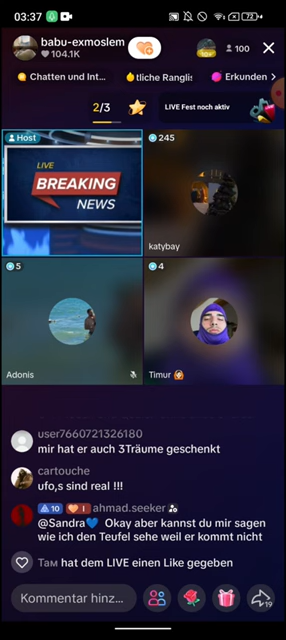 03:37
72
babu-exmoslem
104.1K
100
Chatten und Int...
tliche Ranglis
Erkunden
2/3
LIVE Fest noch aktiv
Host
LIVE
BREAKING
NEWS
245
katybay
5
Adonis
4
Timur
user7660721326180
mir hat er auch 3Träume geschenkt
cartouche
ufo,s sind real !!!
10 I ahmad.seeker
@Sandra💙 Okay aber kannst du mir sagen
wie ich den Teufel sehe weil er kommt nicht
Там hat dem LIVE einen Like gegeben
Kommentar hinz...
19